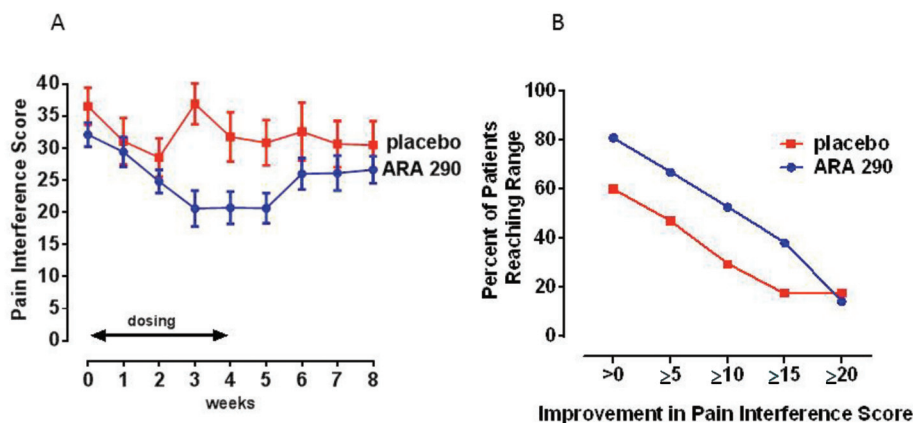 A
Pain Interference Score
40
35
30
25
20
15
10
5
0
placebo
ARA 290
dosing
0 1 2 3 4 5 6 7 8
weeks
B
Percent of Patients
Reaching Range
100
80
60
40
20
0
placebo
ARA 290
>0 ≥5 ≥10 ≥15 ≥20
Improvement in Pain Interference Score